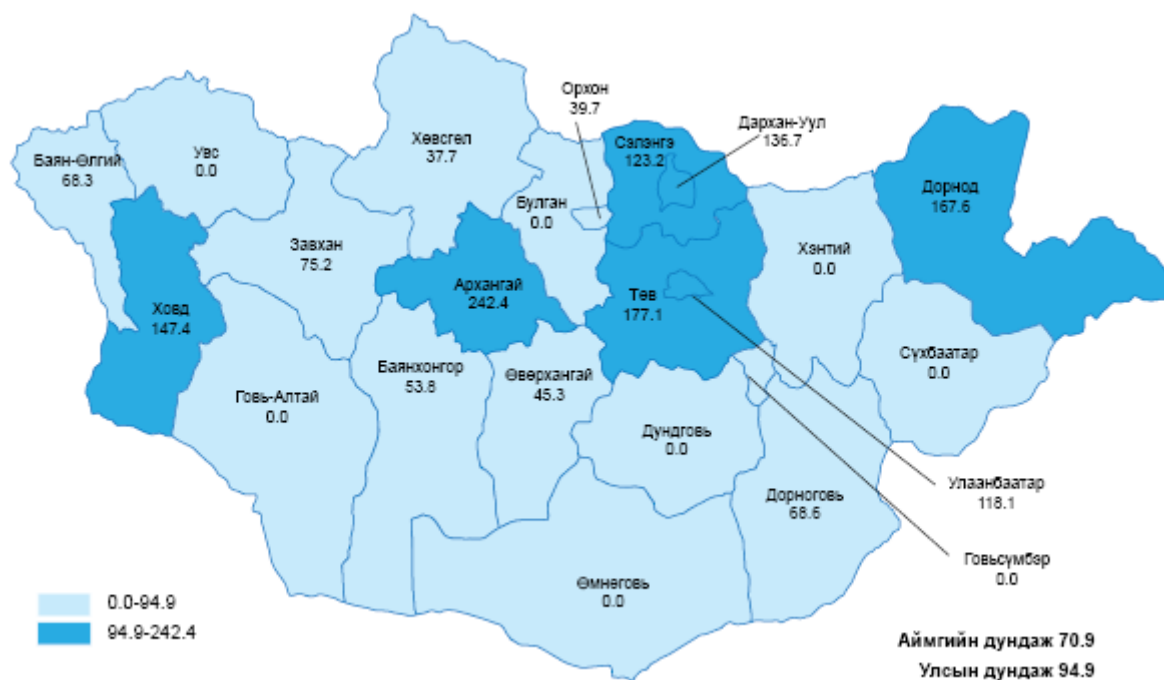 Орхон
39.7
Дархан-Уул
136.7
Хөвсгөл
37.7
Сэлэнгэ
123.2
Баян-Өлгий
68.3
Увс
0.0
Дорнод
167.6
Булган
0.0
Завхан
75.2
Хэнтий
0.0
Архангай
242.4
Төв
177.1
Ховд
147.4
Сүхбаатар
0.0
Баянхонгор
53.8
Өвөрхангай
45.3
Говь-Алтай
0.0
Дундговь
0.0
Улаанбаатар
118.1
Дорноговь
68.6
Говьсүмбэр
0.0
Өмнөговь
0.0
0.0-94.9
94.9-242.4
Аймгийн дундаж 70.9
Улсын дундаж 94.9